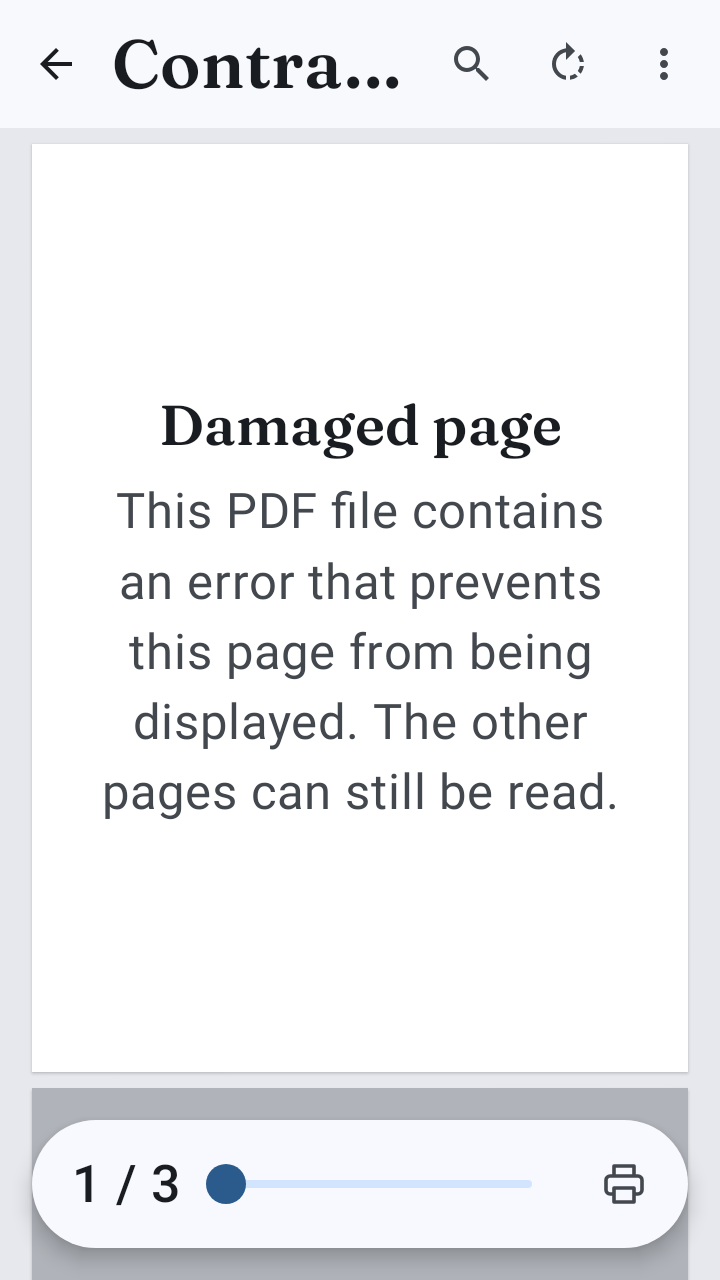 Contra...
Damaged page
This PDF file contains
an error that prevents
this page from being
displayed. The other
pages can still be read.
1 / 3